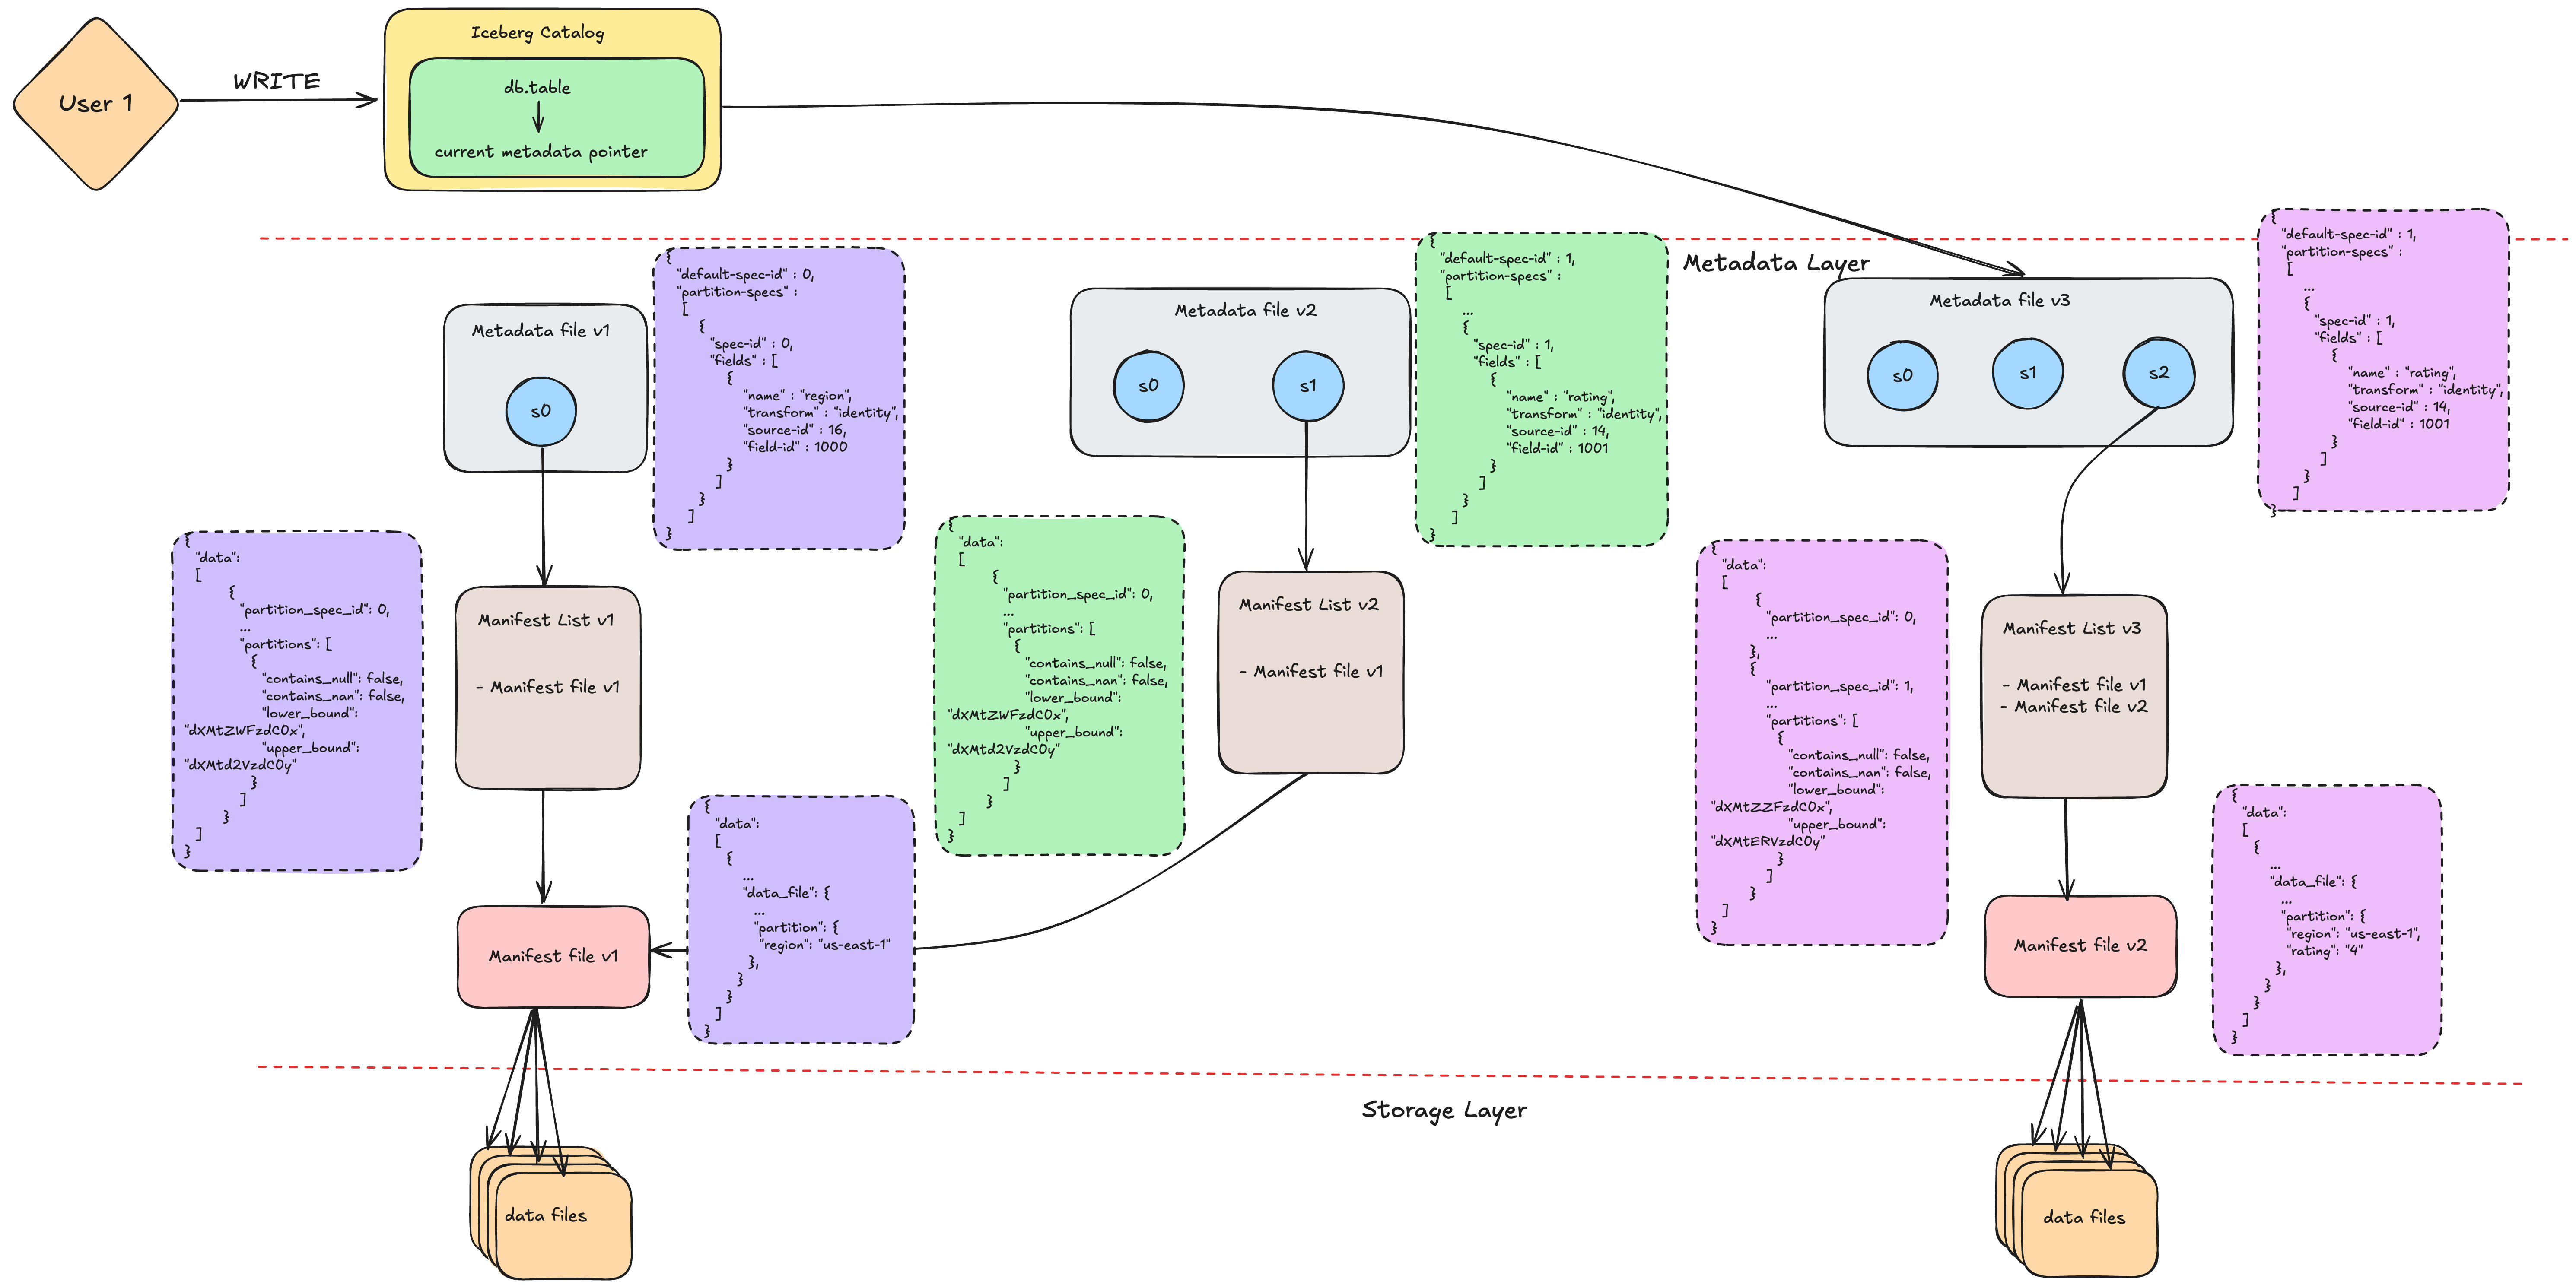 User 1
WRITE
Iceberg Catalog
db.table
current metadata pointer
Metadata Layer
Metadata file v1
s0
{
"default-spec-id" : 0,
"partition-specs" :
[
{
"spec-id" : 0,
"fields" : [
{
"name" : "region",
"transform" : "identity",
"source-id" : 16,
"field-id" : 1000
}
]
}
]
}
Metadata file v2
s0
s1
{
"default-spec-id" : 1,
"partition-specs" :
[
...
{
"spec-id" : 1,
"fields" : [
{
"name" : "rating",
"transform" : "identity",
"source-id" : 14,
"field-id" : 1001
}
]
}
]
}
Metadata file v3
s0
s1
s2
{
"default-spec-id" : 1,
"partition-specs" :
[
...
{
"spec-id" : 1,
"fields" : [
{
"name" : "rating",
"transform" : "identity",
"source-id" : 14,
"field-id" : 1001
}
]
}
]
}
{
"data":
[
{
"partition_spec_id": 0,
...
"partitions": [
{
"contains_null": false,
"contains_nan": false,
"lower_bound":
"dXMtZWFzdC0x",
"upper_bound":
"dXMtd2VzdC0y"
}
]
}
]
}
Manifest List v1
- Manifest file v1
{
"data":
[
{
"partition_spec_id": 0,
...
"partitions": [
{
"contains_null": false,
"contains_nan": false,
"lower_bound":
"dXMtZWFzdC0x",
"upper_bound":
"dXMtd2VzdC0y"
}
]
}
]
}
Manifest List v2
- Manifest file v1
{
"data":
[
{
"partition_spec_id": 0,
...
},
{
"partition_spec_id": 1,
...
"partitions": [
{
"contains_null": false,
"contains_nan": false,
"lower_bound":
"dXMtZZFzdC0x",
"upper_bound":
"dXMtERVzdC0y"
}
]
}
]
}
Manifest List v3
- Manifest file v1
- Manifest file v2
Manifest file v1
{
"data":
[
{
...
"data_file": {
...
"partition": {
"region": "us-east-1"
},
}
}
]
}
Manifest file v2
{
"data":
[
{
...
"data_file": {
...
"partition": {
"region": "us-east-1",
"rating": "4"
},
}
}
]
}
Storage Layer
data files
data files